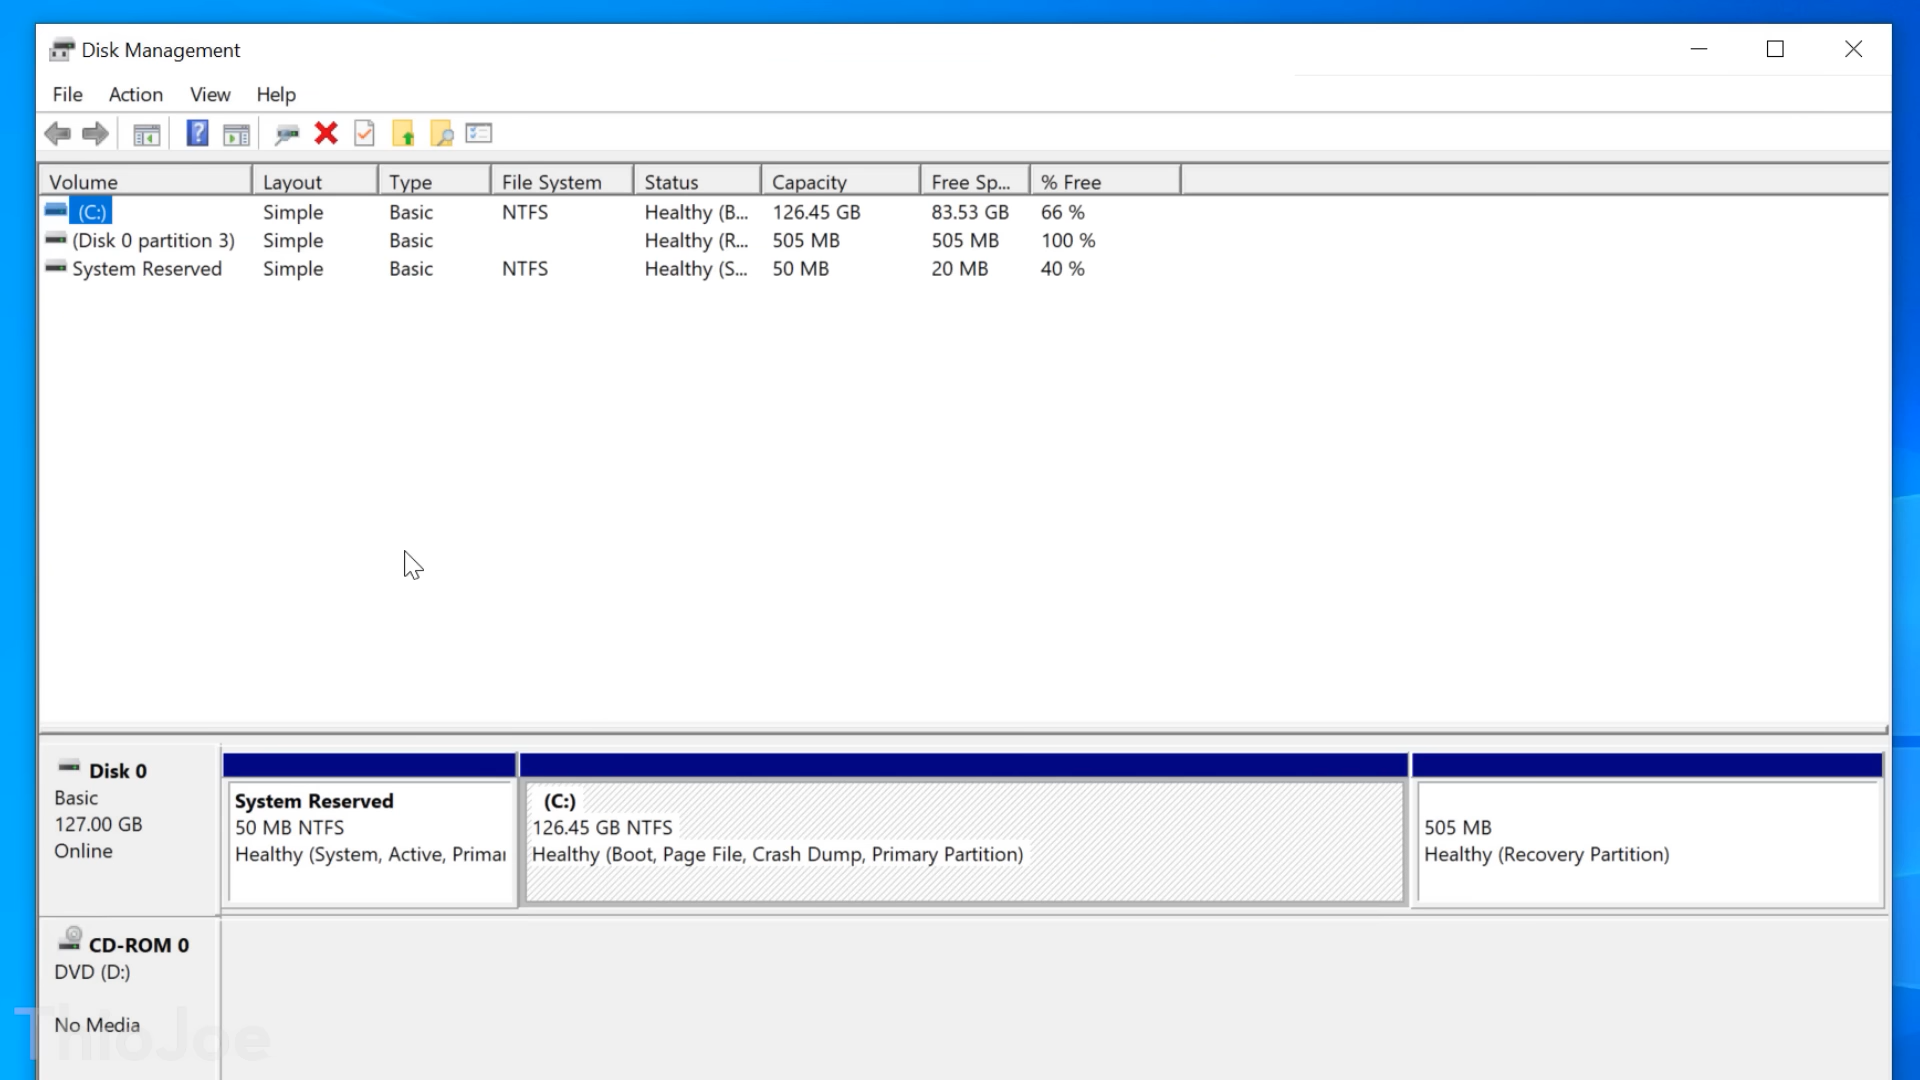 Disk Management
File Action View Help
Volume Layout Type File System Status Capacity Free Sp... % Free
(C:) Simple Basic NTFS Healthy (B... 126.45 GB 83.53 GB 66 %
(Disk 0 partition 3) Simple Basic Healthy (R... 505 MB 505 MB 100 %
System Reserved Simple Basic NTFS Healthy (S... 50 MB 20 MB 40 %
Disk 0
Basic
127.00 GB
Online
System Reserved
50 MB NTFS
Healthy (System, Active, Primar
(C:)
126.45 GB NTFS
Healthy (Boot, Page File, Crash Dump, Primary Partition)
505 MB
Healthy (Recovery Partition)
CD-ROM 0
DVD (D:)
No Media
ThioJoe